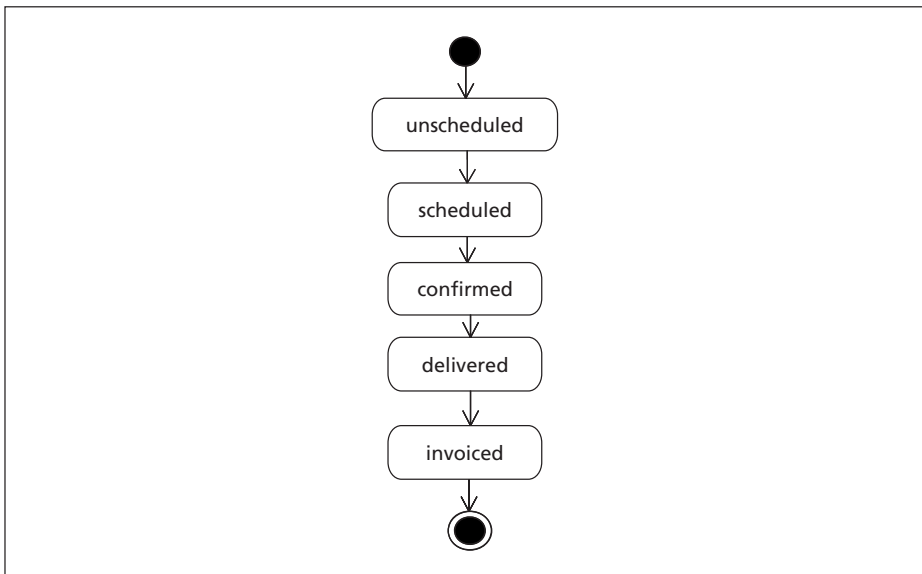 unscheduled
scheduled
confirmed
delivered
invoiced